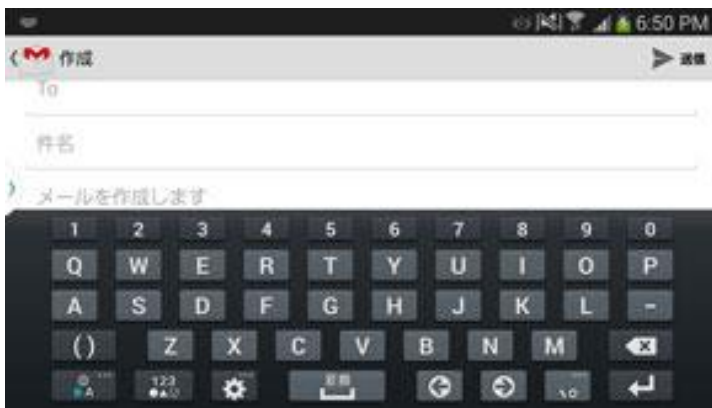 6:50 PM
作成 送信
To
件名
メールを作成します
1 2 3 4 5 6 7 8 9 0
Q W E R T Y U I O P
A S D F G H J K L -
() Z X C V B N M
A 123